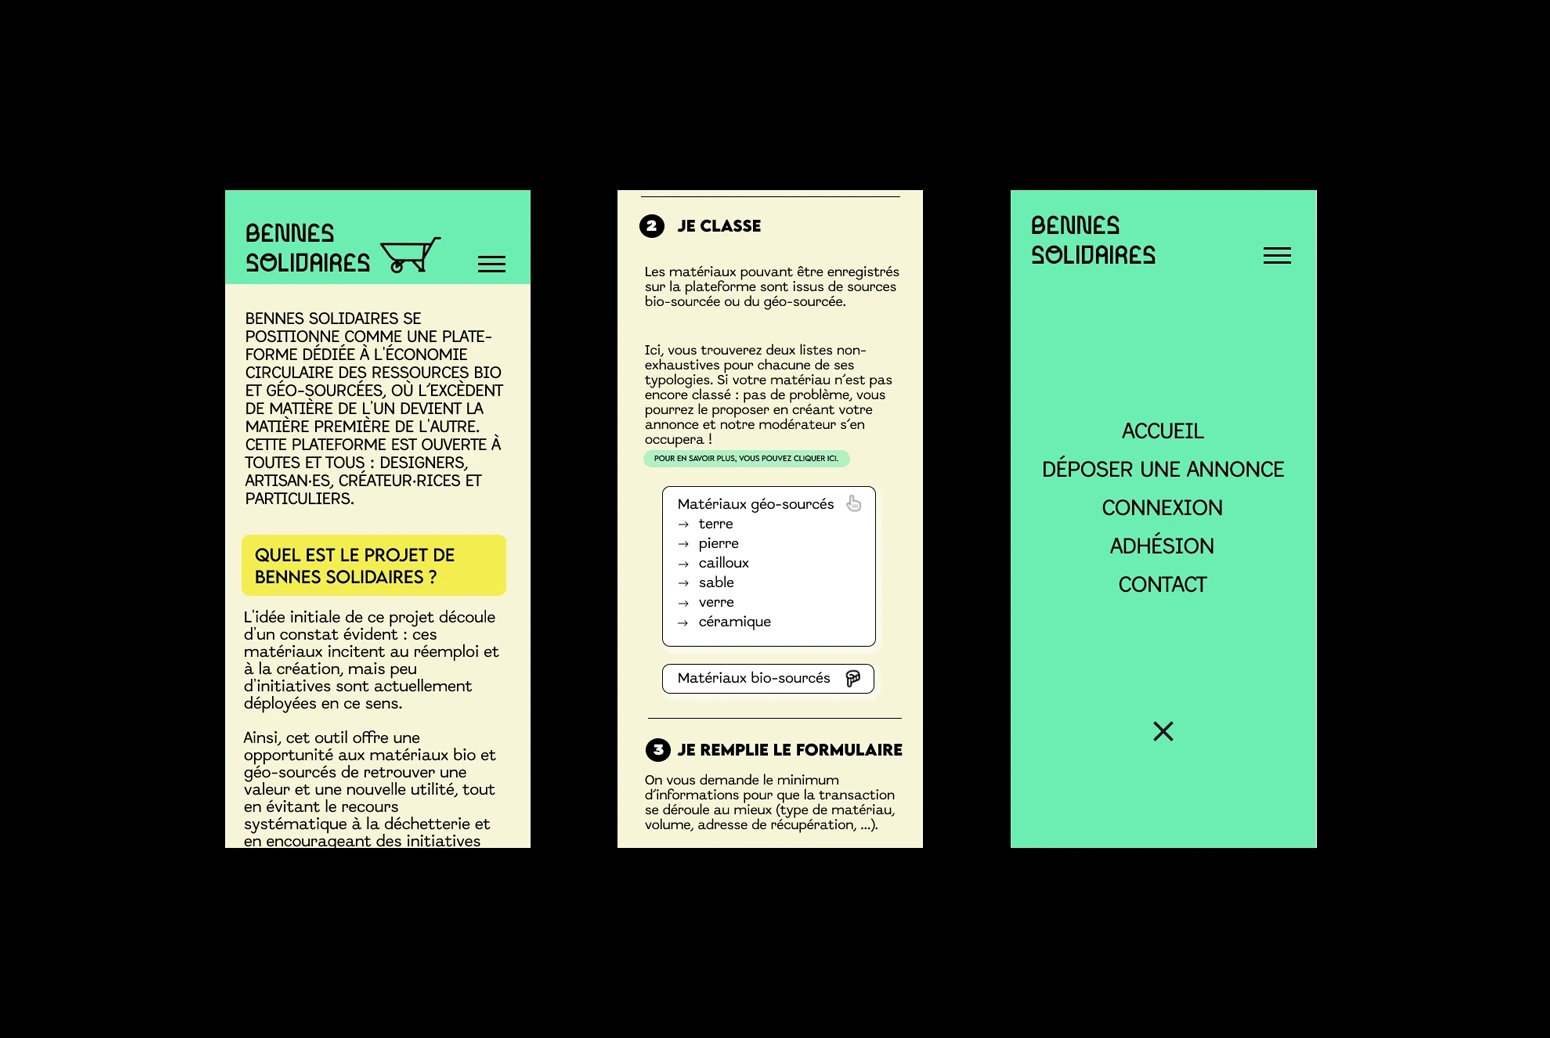 BENNES
SOLIDAIRES
BENNES SOLIDAIRES SE
POSITIONNE COMME UNE PLATE-
FORME DÉDIÉE À L'ÉCONOMIE
CIRCULAIRE DES RESSOURCES BIO
ET GÉO-SOURCÉES, OÙ L'EXCÈDENT
DE MATIÈRE DE L'UN DEVIENT LA
MATIÈRE PREMIÈRE DE L'AUTRE.
CETTE PLATEFORME EST OUVERTE À
TOUTES ET TOUS : DESIGNERS,
ARTISAN·ES, CRÉATEUR·RICES ET
PARTICULIERS.
QUEL EST LE PROJET DE
BENNES SOLIDAIRES ?
L'idée initiale de ce projet découle
d'un constat évident : ces
matériaux incitent au réemploi et
à la création, mais peu
d'initiatives sont actuellement
déployées en ce sens.
Ainsi, cet outil offre une
opportunité aux matériaux bio et
géo-sourcés de retrouver une
valeur et une nouvelle utilité, tout
en évitant le recours
systématique à la déchetterie et
en encourageant des initiatives
2 JE CLASSE
Les matériaux pouvant être enregistrés
sur la plateforme sont issus de sources
bio-sourcée ou du géo-sourcée.
Ici, vous trouverez deux listes non-
exhaustives pour chacune de ses
typologies. Si votre matériau n'est pas
encore classé : pas de problème, vous
pourrez le proposer en créant votre
annonce et notre modérateur s'en
occupera !
POUR EN SAVOIR PLUS, VOUS POUVEZ CLIQUER ICI.
Matériaux géo-sourcés
→ terre
→ pierre
→ cailloux
→ sable
→ verre
→ céramique
Matériaux bio-sourcés
3 JE REMPLIE LE FORMULAIRE
On vous demande le minimum
d'informations pour que la transaction
se déroule au mieux (type de matériau,
volume, adresse de récupération, ...).
BENNES
SOLIDAIRES
ACCUEIL
DÉPOSER UNE ANNONCE
CONNEXION
ADHÉSION
CONTACT